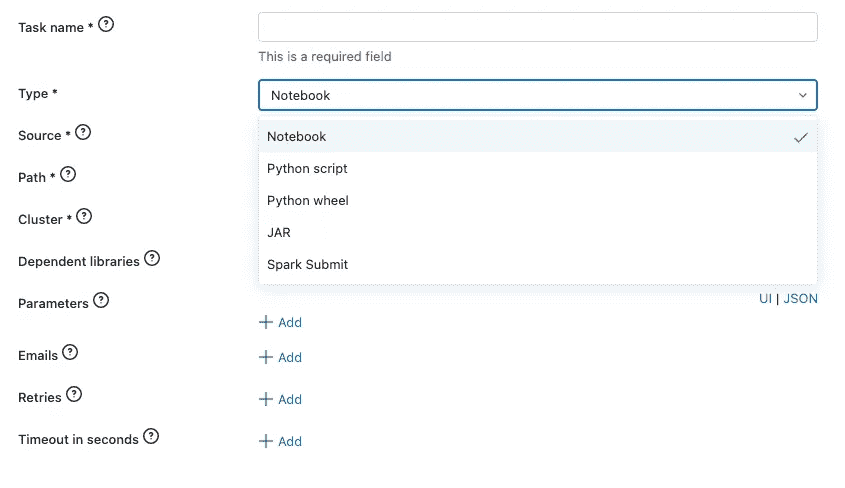 Task name * ?
This is a required field
Type *
Notebook
Source * ?
Notebook
Path * ?
Python script
Cluster * ?
Python wheel
JAR
Dependent libraries ?
Spark Submit
Parameters ?
UI | JSON
+ Add
Emails ?
+ Add
Retries ?
+ Add
Timeout in seconds ?
+ Add